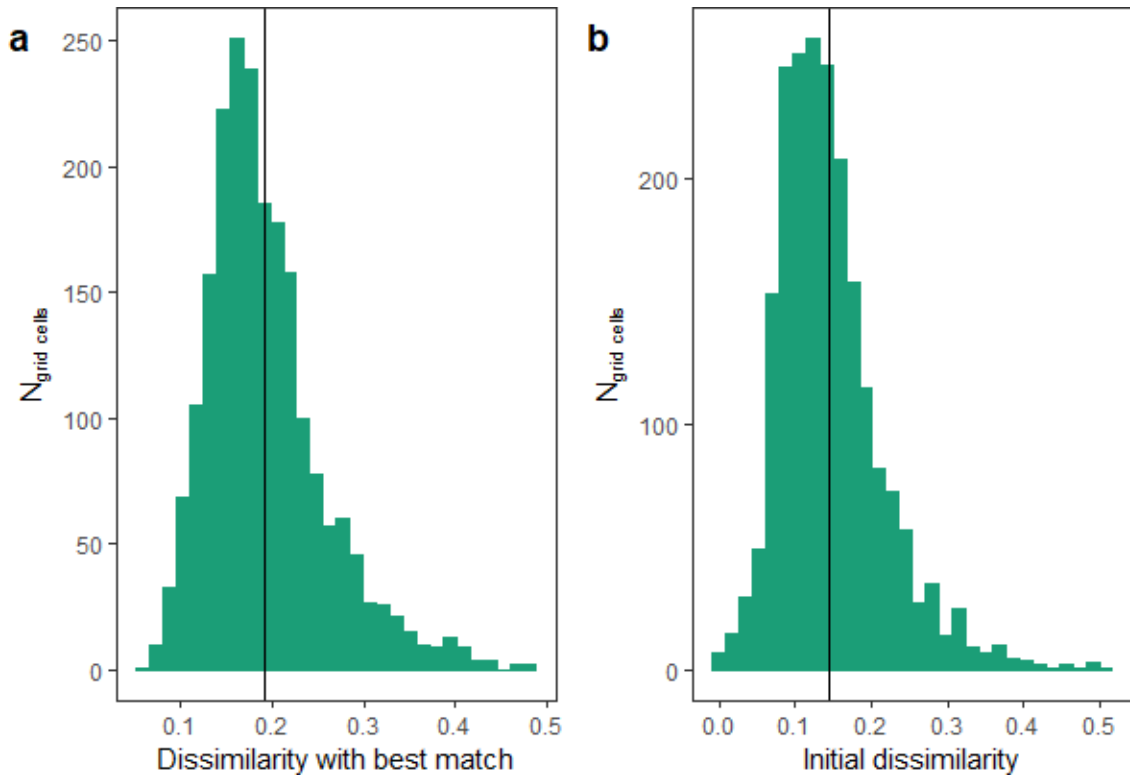 a
250
200
150
100
50
0
N grid cells
0.1 0.2 0.3 0.4 0.5
Dissimilarity with best match
b
200
100
0
N grid cells
0.0 0.1 0.2 0.3 0.4 0.5
Initial dissimilarity